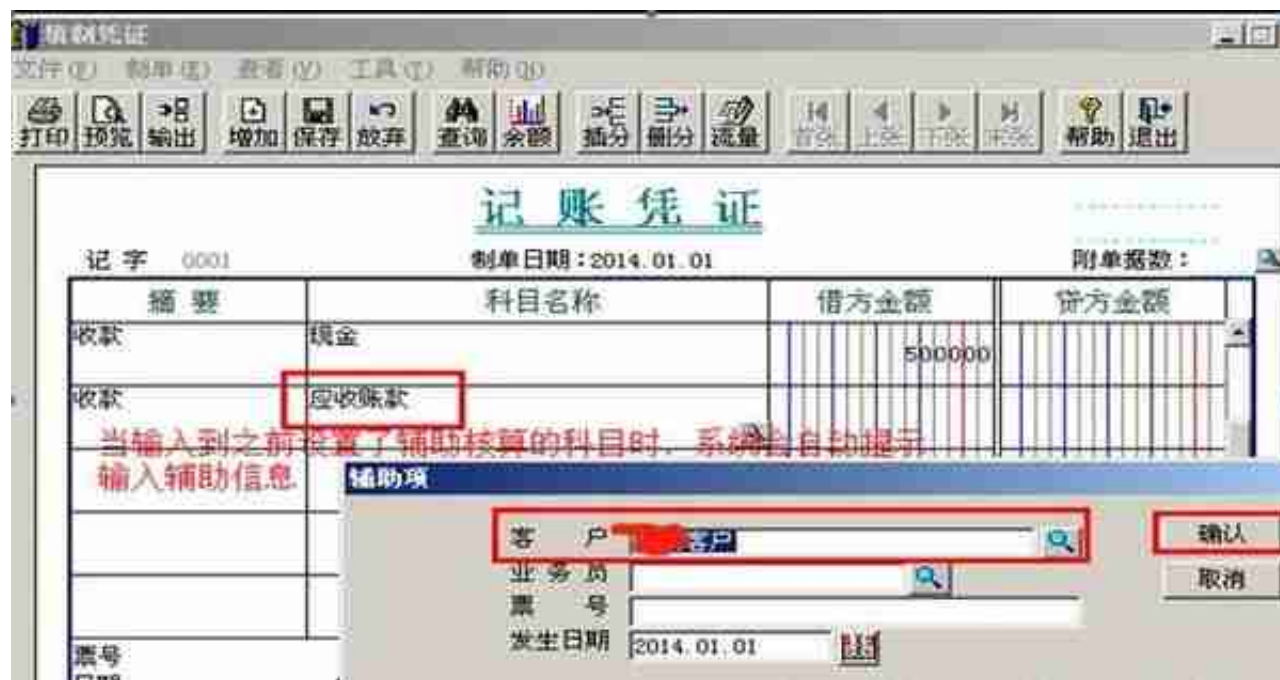 填制凭证
文件(F) 制单(E) 查看(V) 工具(T) 帮助(H)
打印 预览 输出 增加 保存 放弃 查询 余额 插分 删分 流量 首张 上张 下张 末张 帮助 退出
记 账 凭 证
记 字 0001 制单日期：2014.01.01 附单据数：
摘 要 科目名称 借方金额 贷方金额
收款 现金 500000
收款 应收账款
当输入到之前设置了辅助核算的科目时，系统会自动提示
输入辅助信息
辅助项
客 户 客户 确认
业 务 员 取消
票 号
发生日期 2014.01.01
票号
日期